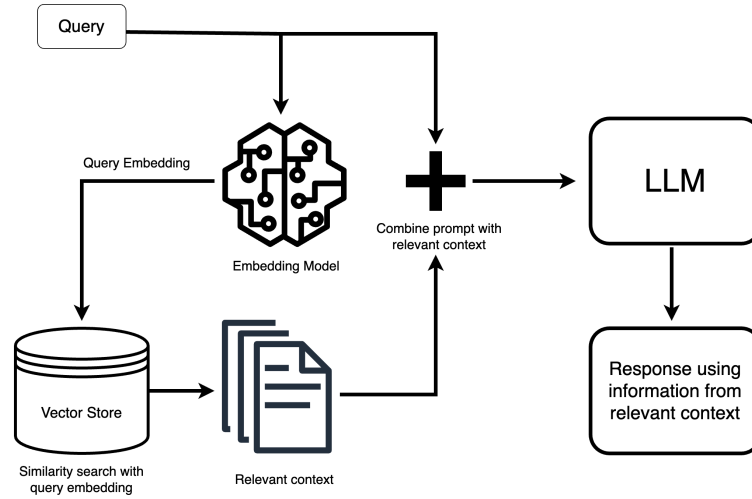 Query
Query Embedding
Embedding Model
Combine prompt with
relevant context
LLM
Vector Store
Similarity search with
query embedding
Relevant context
Response using
information from
relevant context